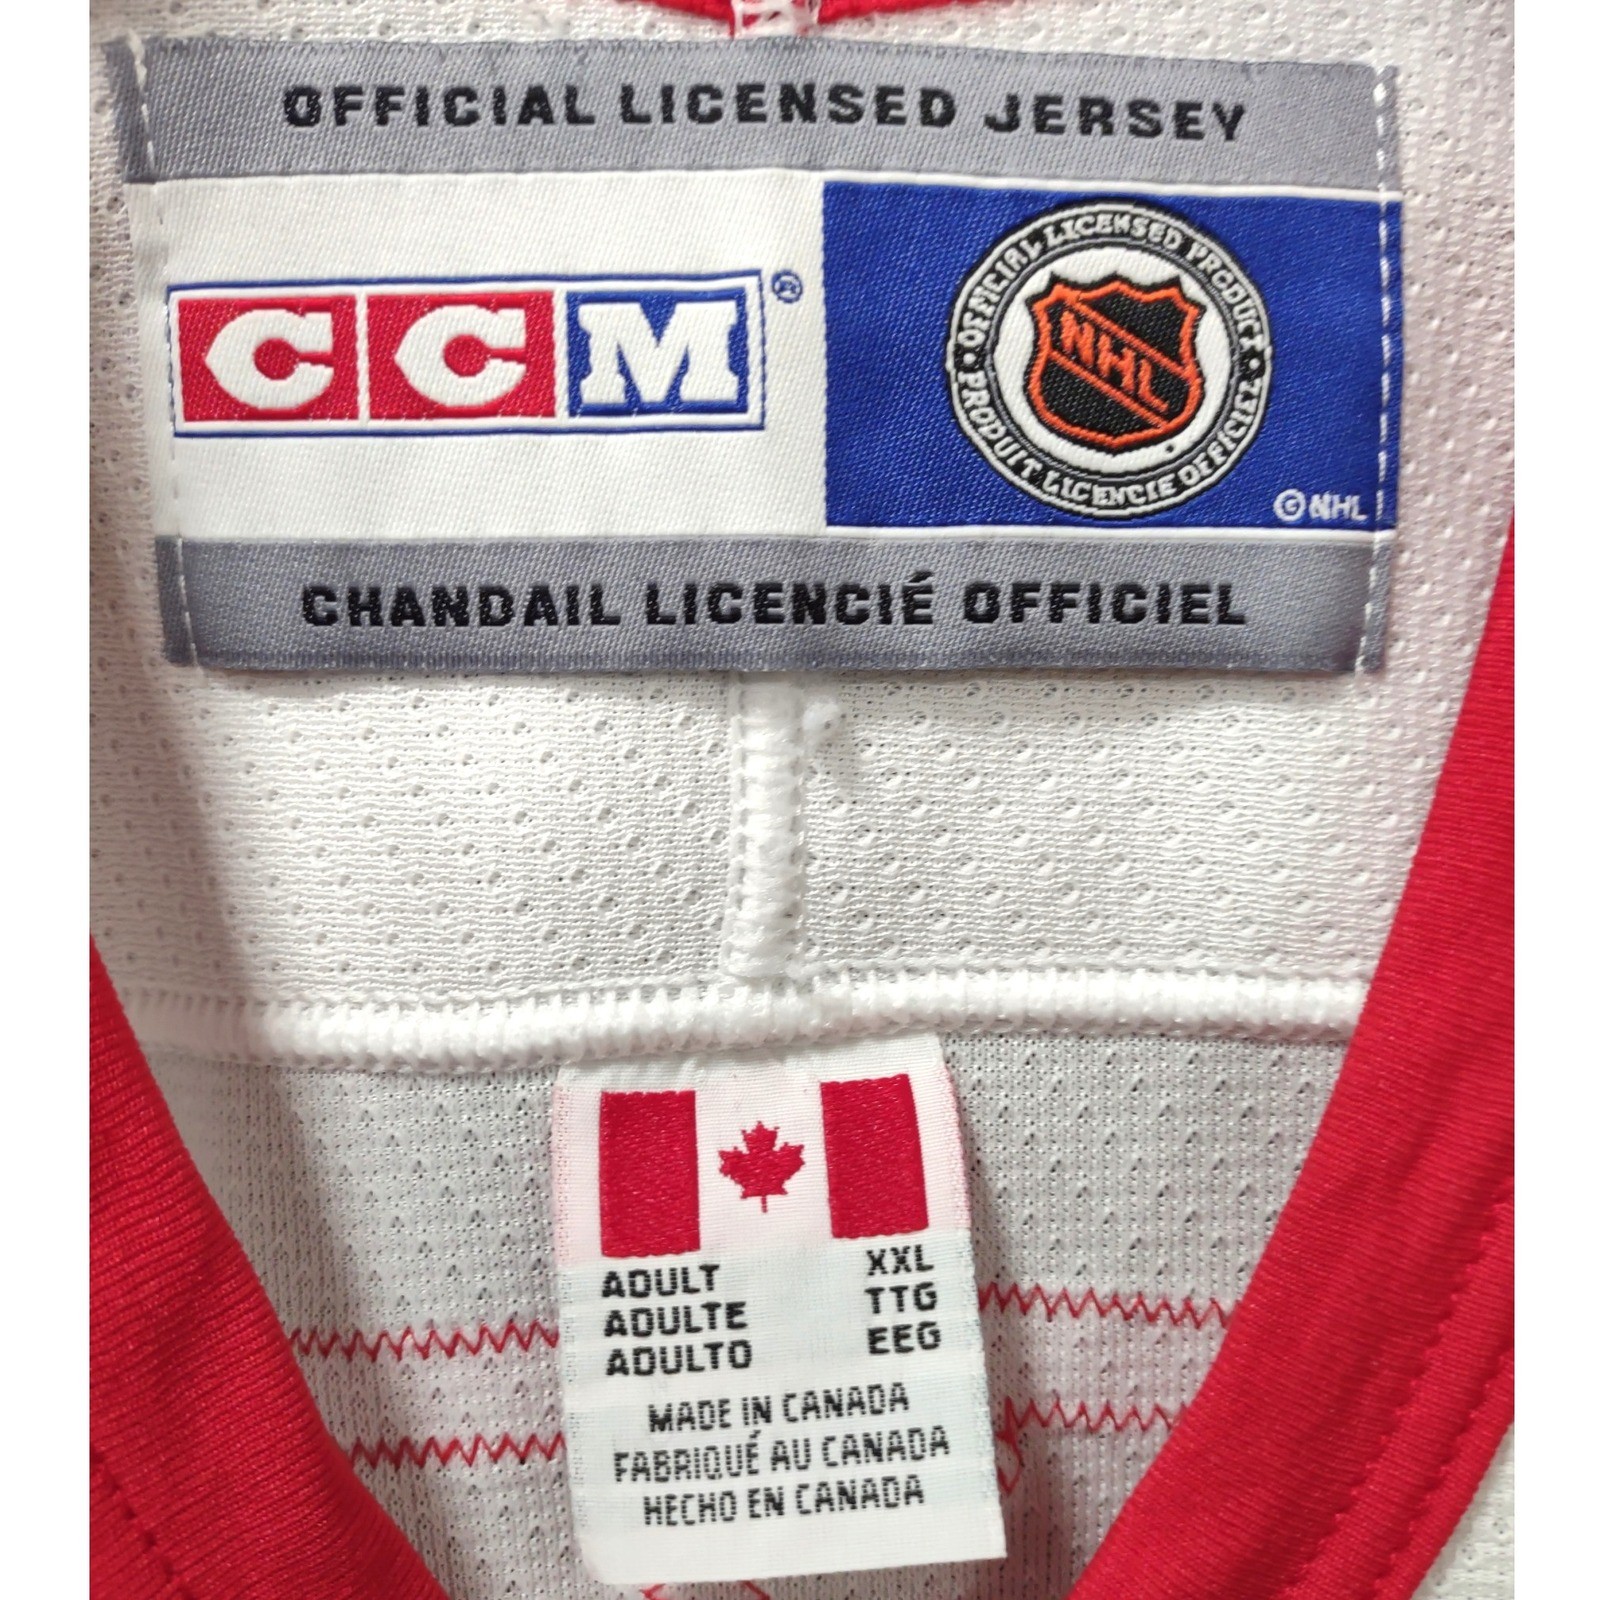 OFFICIAL LICENSED JERSEY
CCM®
OFFICIAL LICENSED PRODUCT
NHL
PRODUIT LICENCIE OFFICIEL
©NHL
CHANDAIL LICENCIÉ OFFICIEL
ADULT XXL
ADULTE TTG
ADULTO EEG
MADE IN CANADA
FABRIQUÉ AU CANADA
HECHO EN CANADA